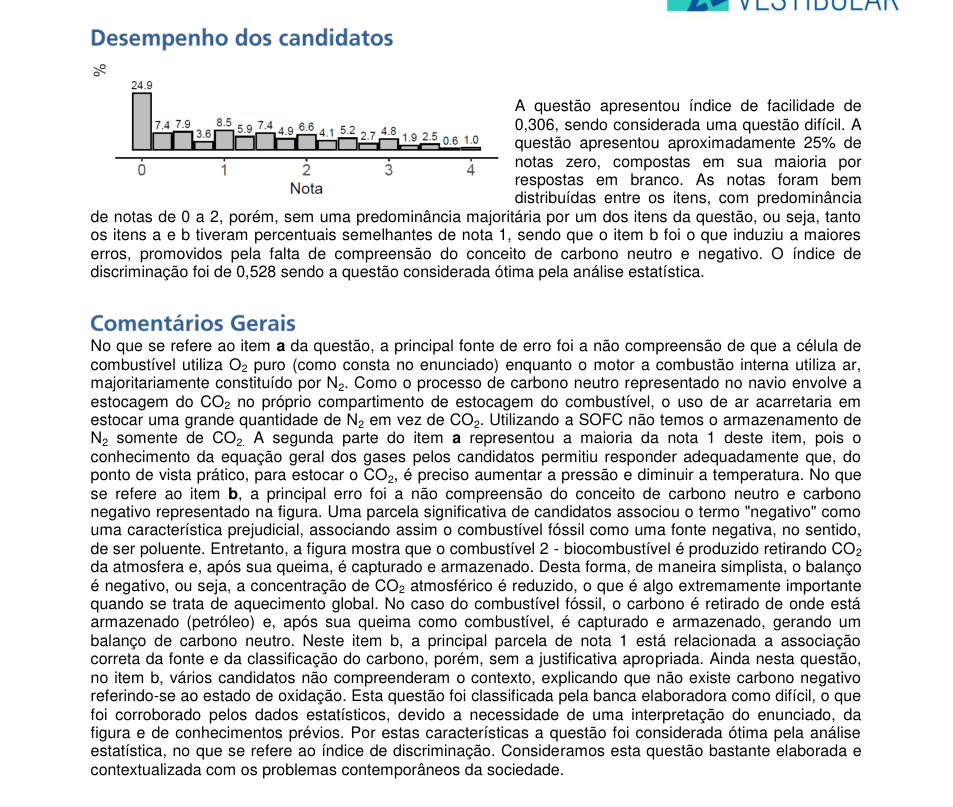 VESTIBULAR
Desempenho dos candidatos
%
24.9
7.4 7.9 3.6 8.5 5.9 7.4 4.9 6.6 4.1 5.2 2.7 4.8 1.9 2.5 0.6 1.0
0 1 2 3 4
Nota
A questão apresentou índice de facilidade de
0,306, sendo considerada uma questão difícil. A
questão apresentou aproximadamente 25% de
notas zero, compostas em sua maioria por
respostas em branco. As notas foram bem
distribuídas entre os itens, com predominância
de notas de 0 a 2, porém, sem uma predominância majoritária por um dos itens da questão, ou seja, tanto
os itens a e b tiveram percentuais semelhantes de nota 1, sendo que o item b foi o que induziu a maiores
erros, promovidos pela falta de compreensão do conceito de carbono neutro e negativo. O índice de
discriminação foi de 0,528 sendo a questão considerada ótima pela análise estatística.
Comentários Gerais
No que se refere ao item a da questão, a principal fonte de erro foi a não compreensão de que a célula de
combustível utiliza O₂ puro (como consta no enunciado) enquanto o motor a combustão interna utiliza ar,
majoritariamente constituído por N₂. Como o processo de carbono neutro representado no navio envolve a
estocagem do CO₂ no próprio compartimento de estocagem do combustível, o uso de ar acarretaria em
estocar uma grande quantidade de N₂ em vez de CO₂. Utilizando a SOFC não temos o armazenamento de
N₂ somente de CO₂. A segunda parte do item a representou a maioria da nota 1 deste item, pois o
conhecimento da equação geral dos gases pelos candidatos permitiu responder adequadamente que, do
ponto de vista prático, para estocar o CO₂, é preciso aumentar a pressão e diminuir a temperatura. No que
se refere ao item b, a principal erro foi a não compreensão do conceito de carbono neutro e carbono
negativo representado na figura. Uma parcela significativa de candidatos associou o termo "negativo" como
uma característica prejudicial, associando assim o combustível fóssil como uma fonte negativa, no sentido,
de ser poluente. Entretanto, a figura mostra que o combustível 2 - biocombustível é produzido retirando CO₂
da atmosfera e, após sua queima, é capturado e armazenado. Desta forma, de maneira simplista, o balanço
é negativo, ou seja, a concentração de CO₂ atmosférico é reduzido, o que é algo extremamente importante
quando se trata de aquecimento global. No caso do combustível fóssil, o carbono é retirado de onde está
armazenado (petróleo) e, após sua queima como combustível, é capturado e armazenado, gerando um
balanço de carbono neutro. Neste item b, a principal parcela de nota 1 está relacionada a associação
correta da fonte e da classificação do carbono, porém, sem a justificativa apropriada. Ainda nesta questão,
no item b, vários candidatos não compreenderam o contexto, explicando que não existe carbono negativo
referindo-se ao estado de oxidação. Esta questão foi classificada pela banca elaboradora como difícil, o que
foi corroborado pelos dados estatísticos, devido a necessidade de uma interpretação do enunciado, da
figura e de conhecimentos prévios. Por estas características a questão foi considerada ótima pela análise
estatística, no que se refere ao índice de discriminação. Consideramos esta questão bastante elaborada e
contextualizada com os problemas contemporâneos da sociedade.